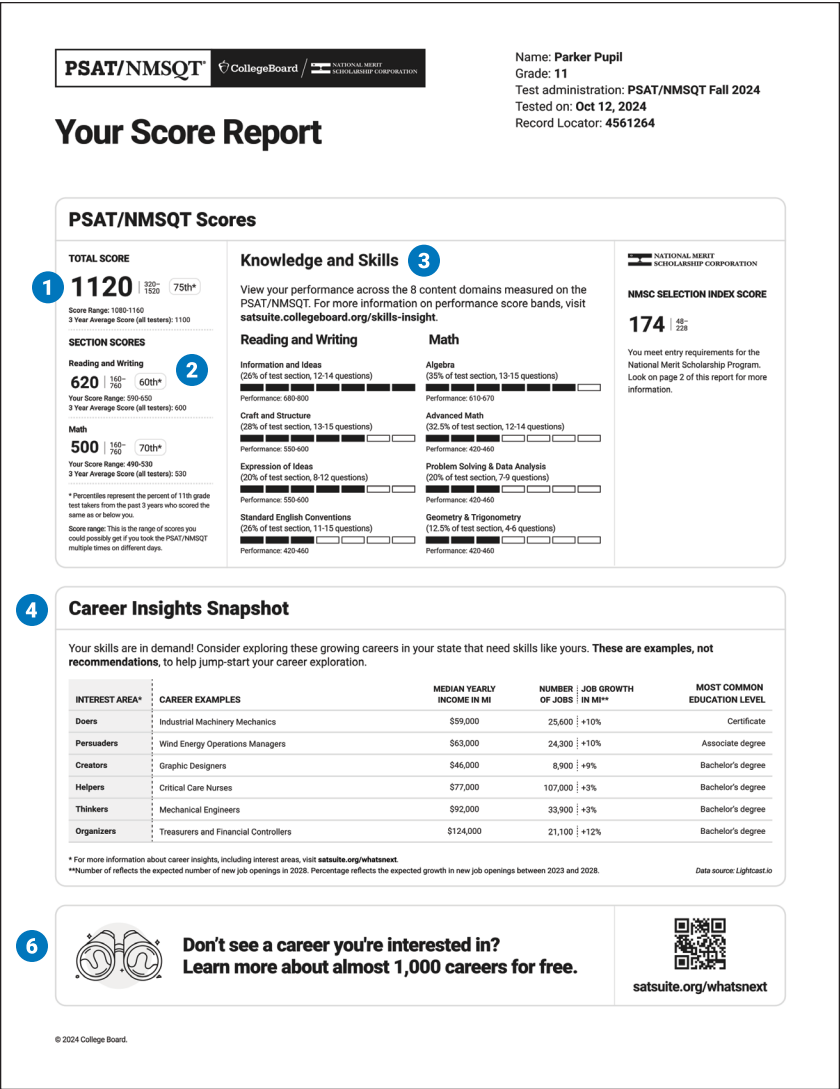 PSAT/NMSQT®
CollegeBoard
NATIONAL MERIT
SCHOLARSHIP CORPORATION
Name: Parker Pupil
Grade: 11
Test administration: PSAT/NMSQT Fall 2024
Tested on: Oct 12, 2024
Record Locator: 4561264
Your Score Report
PSAT/NMSQT Scores
1
TOTAL SCORE
1120 320–1520 75th*
Score Range: 1080-1160
3 Year Average Score (all testers): 1100
SECTION SCORES
2
Reading and Writing
620 160–760 60th*
Your Score Range: 590-650
3 Year Average Score (all testers): 600
Math
500 160–760 70th*
Your Score Range: 490-530
3 Year Average Score (all testers): 530
* Percentiles represent the percent of 11th grade
test takers from the past 3 years who scored the
same as or below you.
Score range: This is the range of scores you
could possibly get if you took the PSAT/NMSQT
multiple times on different days.
Knowledge and Skills 3
View your performance across the 8 content domains measured on the
PSAT/NMSQT. For more information on performance score bands, visit
satsuite.collegeboard.org/skills-insight.
Reading and Writing
Information and Ideas
(26% of test section, 12-14 questions)
Performance: 680-800
Craft and Structure
(28% of test section, 13-15 questions)
Performance: 550-600
Expression of Ideas
(20% of test section, 8-12 questions)
Performance: 550-600
Standard English Conventions
(26% of test section, 11-15 questions)
Performance: 420-460
Math
Algebra
(35% of test section, 13-15 questions)
Performance: 610-670
Advanced Math
(32.5% of test section, 12-14 questions)
Performance: 420-460
Problem Solving & Data Analysis
(20% of test section, 7-9 questions)
Performance: 420-460
Geometry & Trigonometry
(12.5% of test section, 4-6 questions)
Performance: 420-460
NATIONAL MERIT
SCHOLARSHIP CORPORATION
NMSC SELECTION INDEX SCORE
174 48–228
You meet entry requirements for the
National Merit Scholarship Program.
Look on page 2 of this report for more
information.
4
Career Insights Snapshot
Your skills are in demand! Consider exploring these growing careers in your state that need skills like yours. These are examples, not
recommendations, to help jump-start your career exploration.
INTEREST AREA* CAREER EXAMPLES MEDIAN YEARLY INCOME IN MI NUMBER OF JOBS JOB GROWTH IN MI** MOST COMMON EDUCATION LEVEL
Doers Industrial Machinery Mechanics $59,000 25,600 +10% Certificate
Persuaders Wind Energy Operations Managers $63,000 24,300 +10% Associate degree
Creators Graphic Designers $46,000 8,900 +9% Bachelor's degree
Helpers Critical Care Nurses $77,000 107,000 +3% Bachelor's degree
Thinkers Mechanical Engineers $92,000 33,900 +3% Bachelor's degree
Organizers Treasurers and Financial Controllers $124,000 21,100 +12% Bachelor's degree
* For more information about career insights, including interest areas, visit satsuite.org/whatsnext.
**Number of reflects the expected number of new job openings in 2028. Percentage reflects the expected growth in new job openings between 2023 and 2028.
Data source: Lightcast.io
6
Don't see a career you're interested in?
Learn more about almost 1,000 careers for free.
satsuite.org/whatsnext
© 2024 College Board.